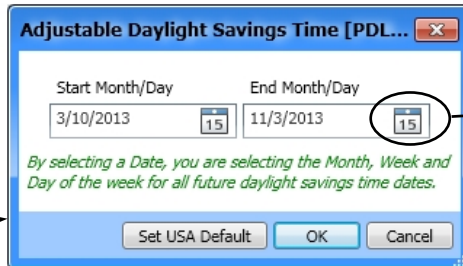 Adjustable Daylight Savings Time [PDL...
Start Month/Day End Month/Day
3/10/2013 15 11/3/2013 15
By selecting a Date, you are selecting the Month, Week and
Day of the week for all future daylight savings time dates.
Set USA Default OK Cancel